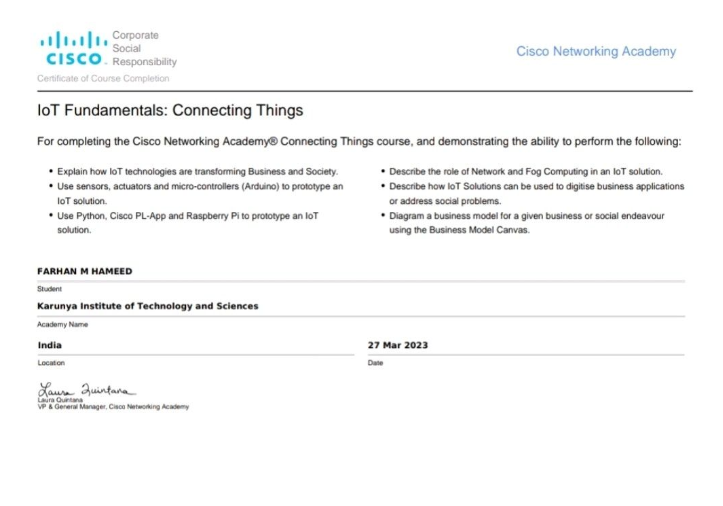 Corporate
Social
Responsibility
CISCO
Cisco Networking Academy
Certificate of Course Completion
IoT Fundamentals: Connecting Things
For completing the Cisco Networking Academy® Connecting Things course, and demonstrating the ability to perform the following:
• Explain how IoT technologies are transforming Business and Society.
• Use sensors, actuators and micro-controllers (Arduino) to prototype an
IoT solution.
• Use Python, Cisco PL-App and Raspberry Pi to prototype an IoT
solution.
• Describe the role of Network and Fog Computing in an IoT solution.
• Describe how IoT Solutions can be used to digitise business applications
or address social problems.
• Diagram a business model for a given business or social endeavour
using the Business Model Canvas.
FARHAN M HAMEED
Student
Karunya Institute of Technology and Sciences
Academy Name
India
Location
27 Mar 2023
Date
Laura Quintana
Laura Quintana
VP & General Manager, Cisco Networking Academy